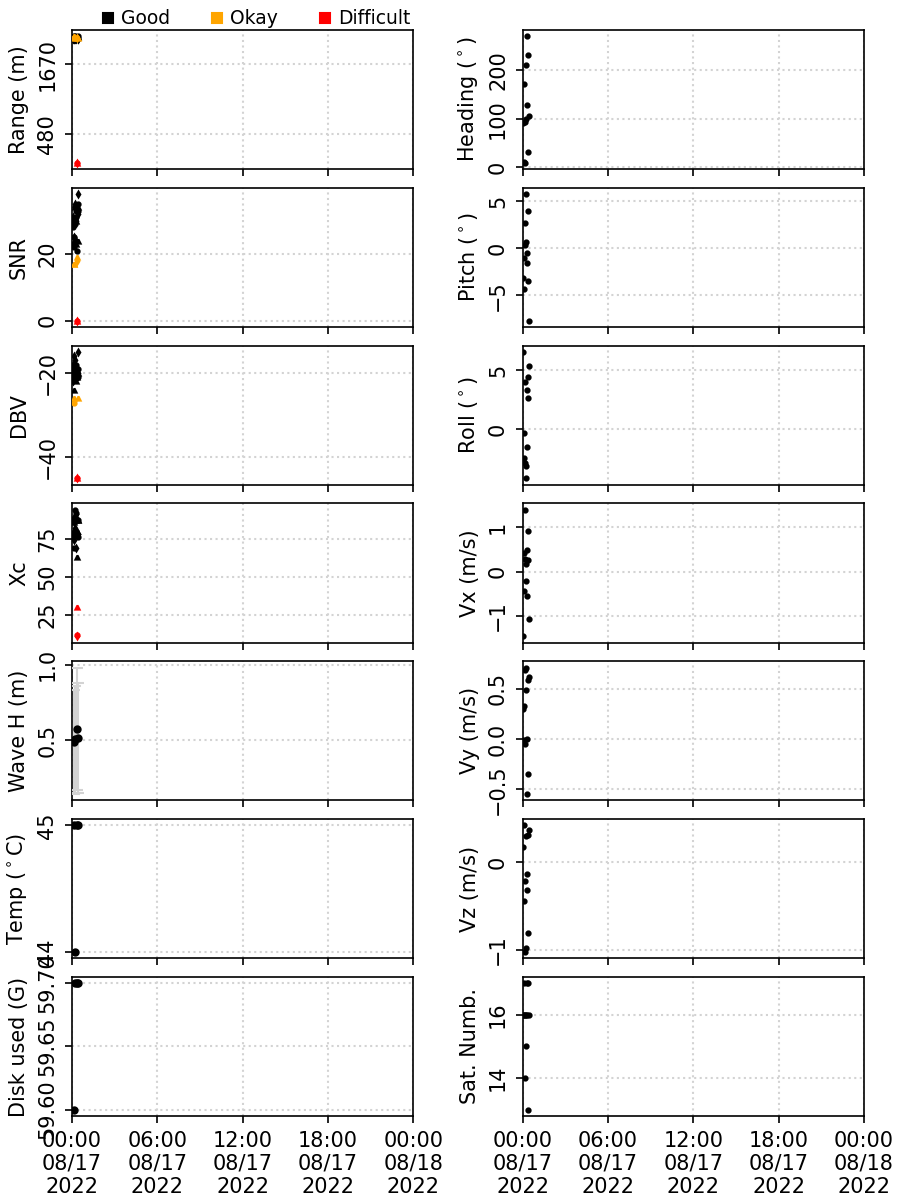 Good Okay Difficult
Range (m)
1670
480
Heading (°)
200
100
0
SNR
20
0
Pitch (°)
5
0
−5
DBV
−20
−40
Roll (°)
5
0
Xc
75
50
25
Vx (m/s)
1
0
−1
Wave H (m)
1.0
0.5
Vy (m/s)
0.5
0.0
−0.5
Temp (°C)
45
44
Vz (m/s)
0
−1
Disk used (G)
59.70
59.65
59.60
Sat. Numb.
16
14
00:00 06:00 12:00 18:00 00:00
08/17 08/17 08/17 08/17 08/18
2022 2022 2022 2022 2022
00:00 06:00 12:00 18:00 00:00
08/17 08/17 08/17 08/17 08/18
2022 2022 2022 2022 2022